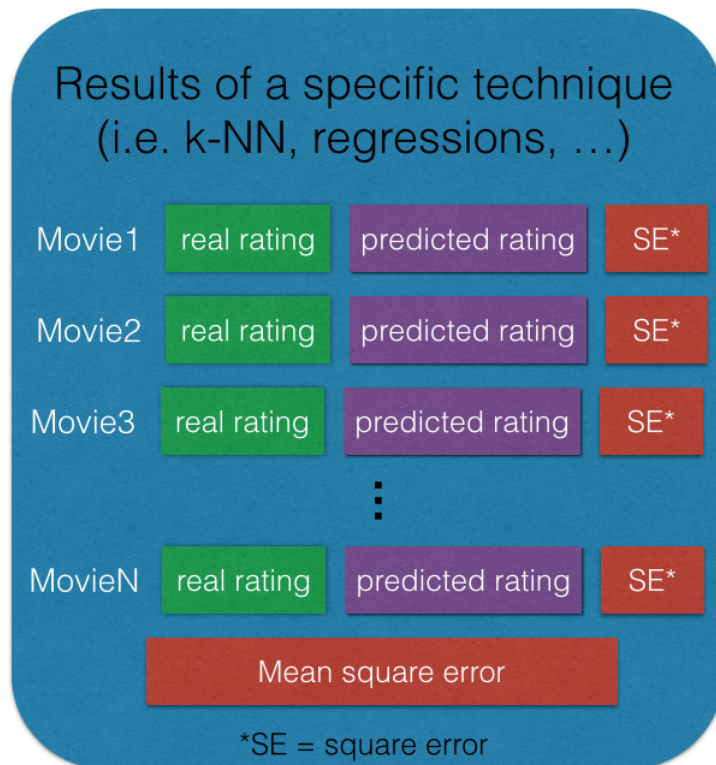 Results of a specific technique
(i.e. k-NN, regressions, …)
Movie1 real rating predicted rating SE*
Movie2 real rating predicted rating SE*
Movie3 real rating predicted rating SE*
MovieN real rating predicted rating SE*
Mean square error
*SE = square error